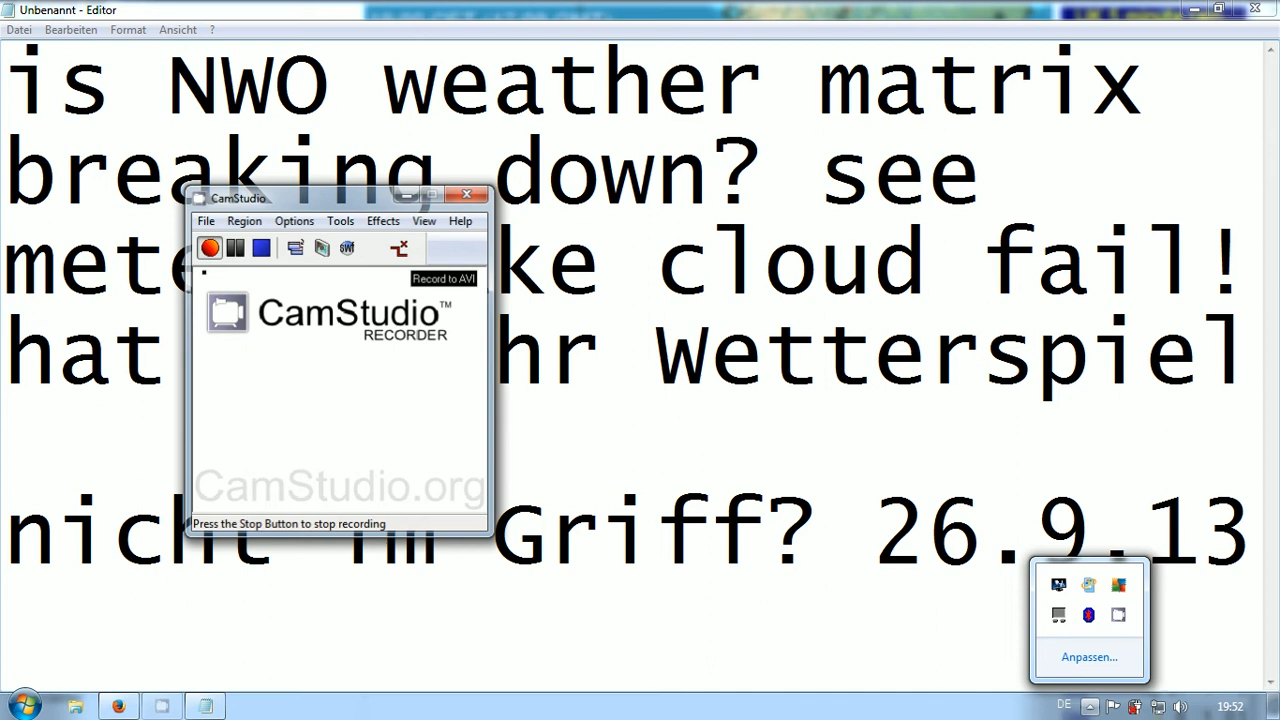 Unbenannt - Editor
Datei Bearbeiten Format Ansicht ?
is NWO weather matrix
breaking down? see
mete ke cloud fail!
hat hr Wetterspiel
nicht im Griff? 26.9.13
CamStudio
File Region Options Tools Effects View Help
Record to AVI
CamStudio™
RECORDER
CamStudio.org
Press the Stop Button to stop recording
Anpassen...
DE
19:52